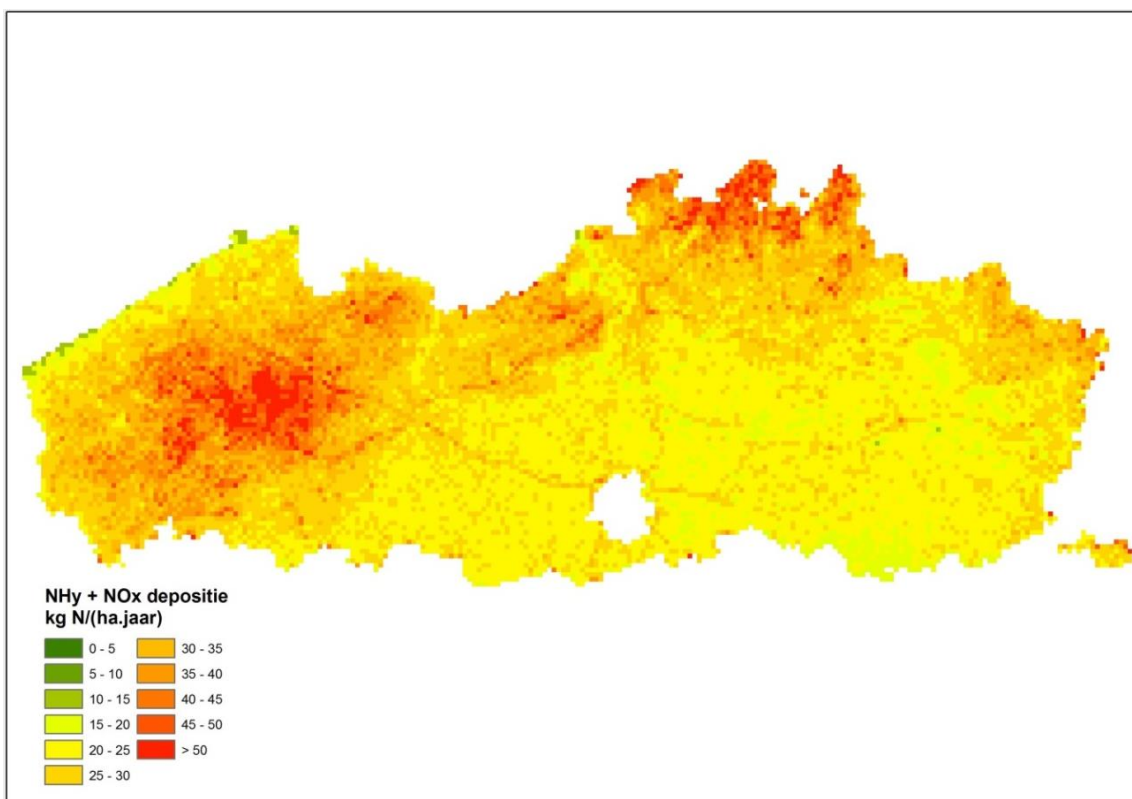 NHy + NOx depositie
kg N/(ha.jaar)
0 - 5
5 - 10
10 - 15
15 - 20
20 - 25
25 - 30
30 - 35
35 - 40
40 - 45
45 - 50
> 50